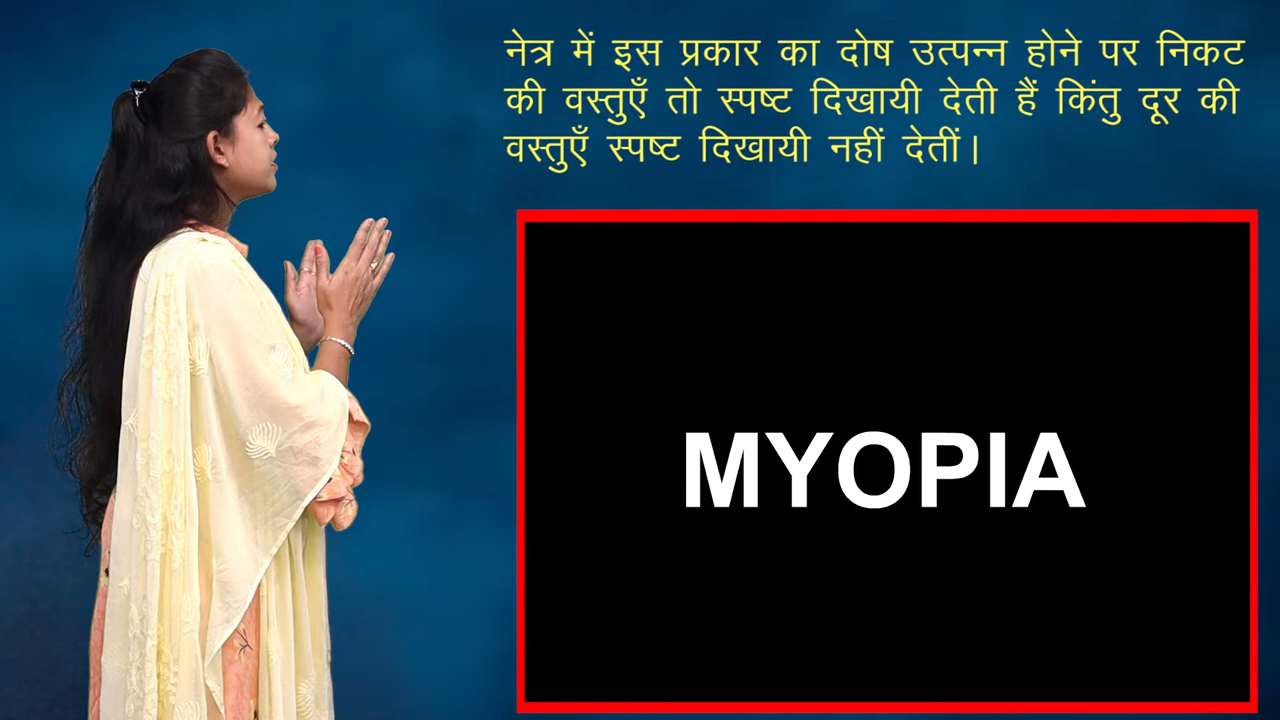 नेत्र में इस प्रकार का दोष उत्पन्न होने पर निकट
की वस्तुएँ तो स्पष्ट दिखायी देती हैं किंतु दूर की
वस्तुएँ स्पष्ट दिखायी नहीं देतीं।
MYOPIA